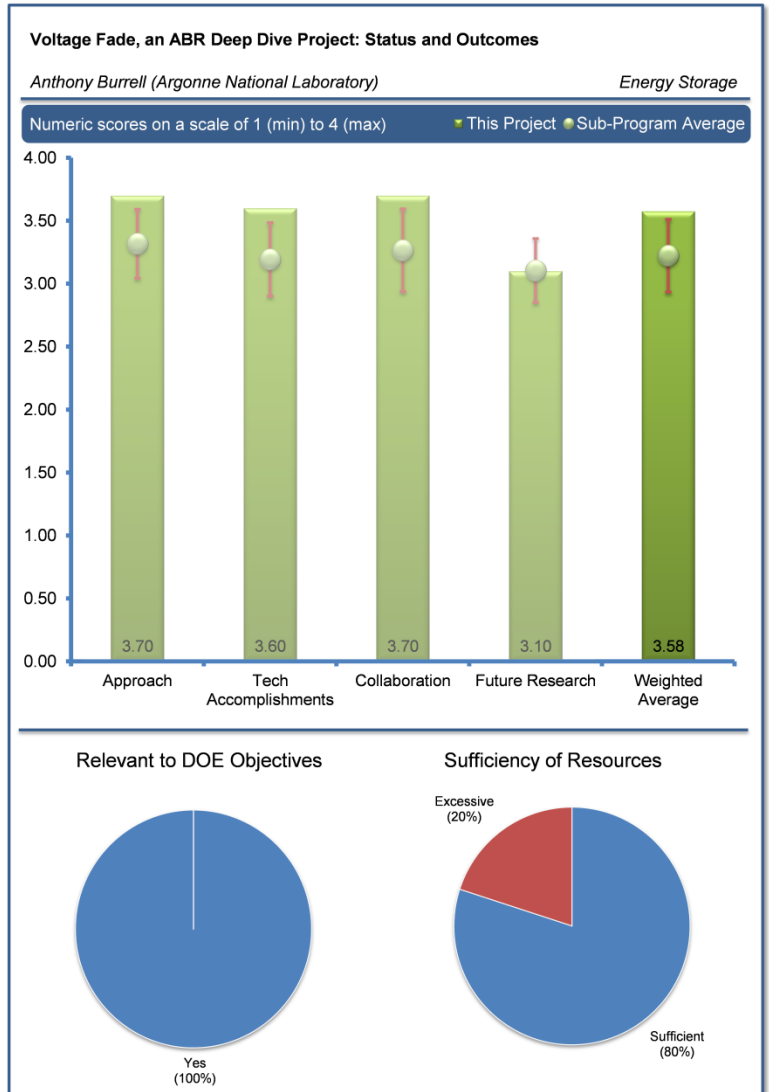 Voltage Fade, an ABR Deep Dive Project: Status and Outcomes
Anthony Burrell (Argonne National Laboratory) Energy Storage
Numeric scores on a scale of 1 (min) to 4 (max) This Project Sub-Program Average
4.00
3.50
3.00
2.50
2.00
1.50
1.00
0.50
0.00
3.70 3.60 3.70 3.10 3.58
Approach Tech Collaboration Future Research Weighted
Accomplishments Average
Relevant to DOE Objectives Sufficiency of Resources
Excessive
(20%)
Sufficient
(80%)
Yes
(100%)